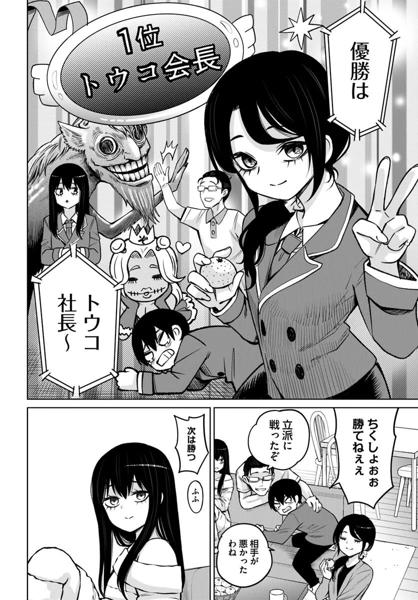 優勝は
1位
トウコ会長
トウコ
社長〜
ちくしょおお
勝てねぇぇ
立派に
戦ったぞ
相手が
悪かった
わね
次は勝つ
ふふ